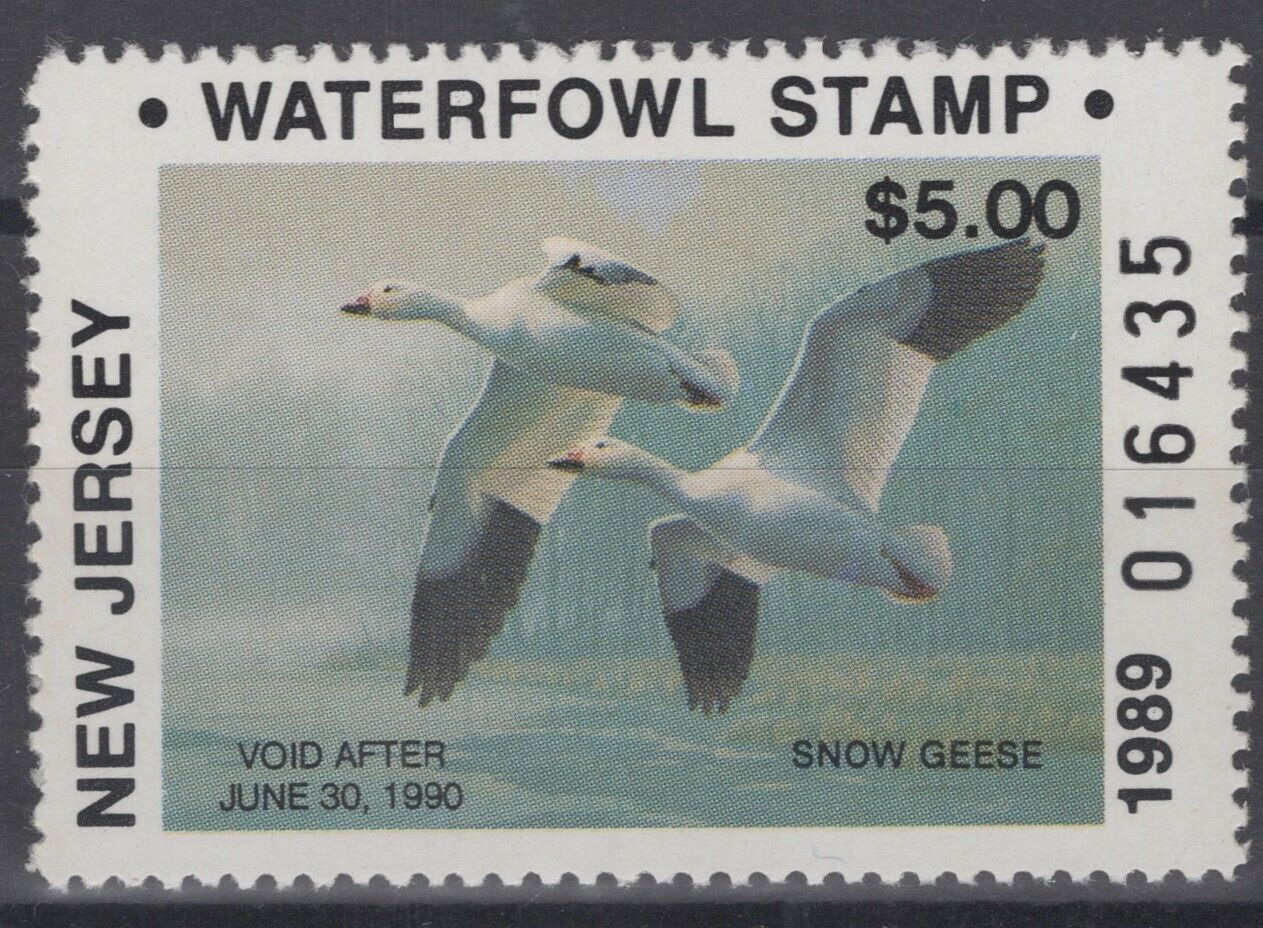 • WATERFOWL STAMP •
$5.00
NEW JERSEY
VOID AFTER
JUNE 30, 1990
SNOW GEESE
1989 016435